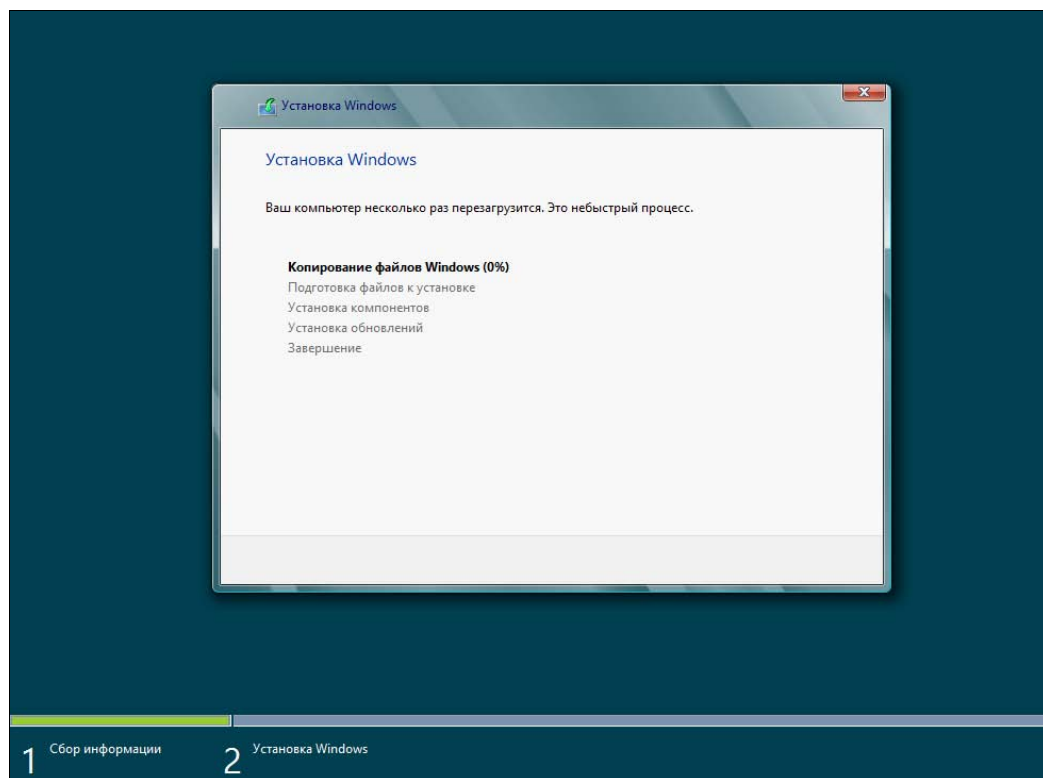 Установка Windows
Установка Windows
Ваш компьютер несколько раз перезагрузится. Это небыстрый процесс.
Копирование файлов Windows (0%)
Подготовка файлов к установке
Установка компонентов
Установка обновлений
Завершение
1 Сбор информации 2 Установка Windows